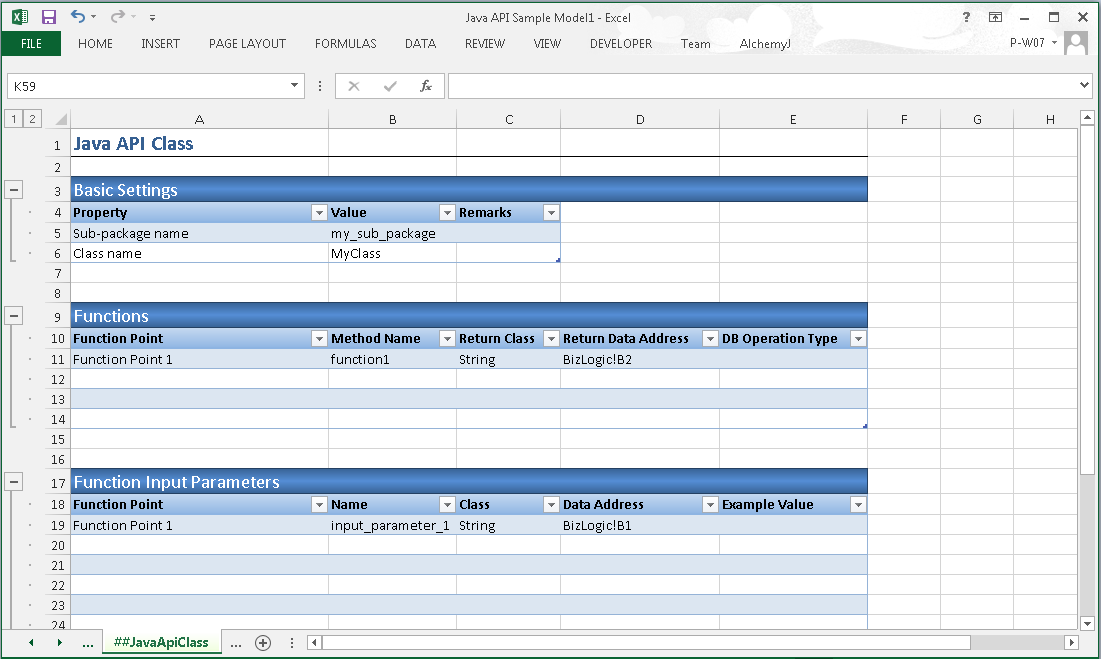 Java API Sample Model1 - Excel
?
FILE HOME INSERT PAGE LAYOUT FORMULAS DATA REVIEW VIEW DEVELOPER Team AlchemyJ P-W07
K59 fx
1 2 A B C D E F G H
1 Java API Class
2
3 Basic Settings
4 Property Value Remarks
5 Sub-package name my_sub_package
6 Class name MyClass
7
8
9 Functions
10 Function Point Method Name Return Class Return Data Address DB Operation Type
11 Function Point 1 function1 String BizLogic!B2
12
13
14
15
16
17 Function Input Parameters
18 Function Point Name Class Data Address Example Value
19 Function Point 1 input_parameter_1 String BizLogic!B1
20
21
22
23
24
... ##JavaApiClass ...